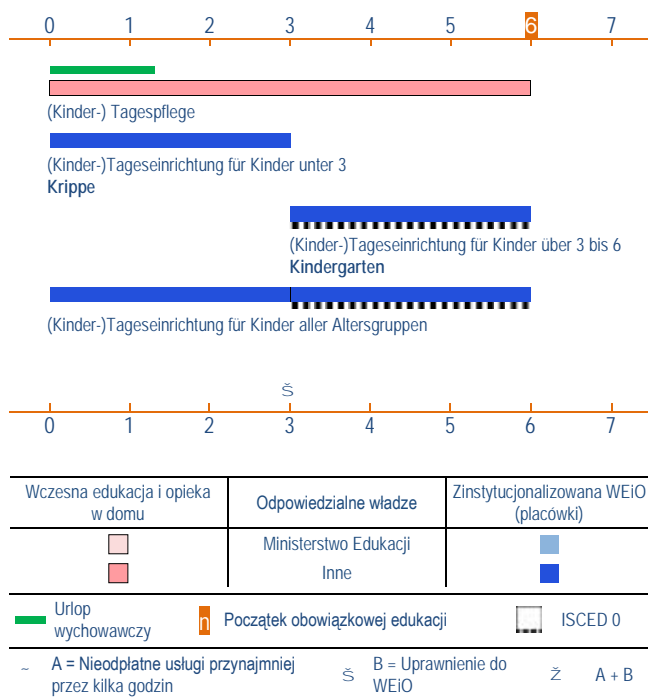 0 1 2 3 4 5 6 7
(Kinder-) Tagespflege
(Kinder-)Tageseinrichtung für Kinder unter 3
Krippe
(Kinder-)Tageseinrichtung für Kinder über 3 bis 6
Kindergarten
(Kinder-)Tageseinrichtung für Kinder aller Altersgruppen
Š
0 1 2 3 4 5 6 7
Wczesna edukacja i opieka
w domu
Odpowiedzialne władze
Zinstytucjonalizowana WEiO
(placówki)
Ministerstwo Edukacji
Inne
Urlop
wychowawczy
n Początek obowiązkowej edukacji
ISCED 0
~ A = Nieodpłatne usługi przynajmniej
przez kilka godzin
Š B = Uprawnienie do
WEiO
Ž A + B